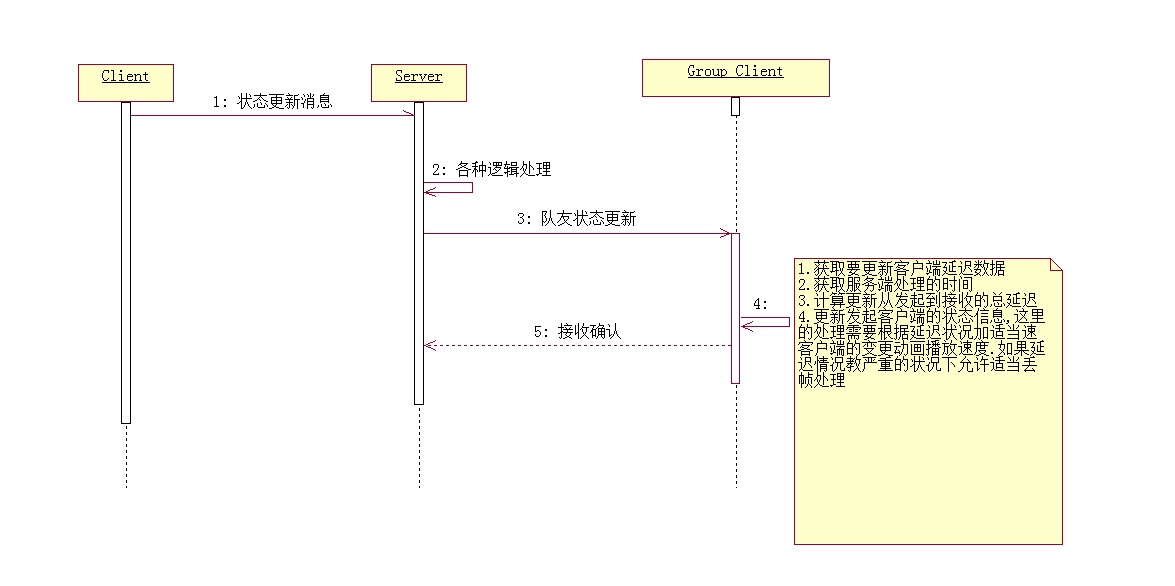 Client
Server
Group Client
1: 状态更新消息
2: 各种逻辑处理
3: 队友状态更新
4:
5: 接收确认
1.获取要更新客户端延迟数据
2.获取服务端处理的时间
3.计算更新从发起到接收的总延迟
4.更新发起客户端的状态信息,这里
的处理需要根据延迟状况加适当速
客户端的变更动画播放速度.如果延
迟情况教严重的状况下允许适当丢
帧处理